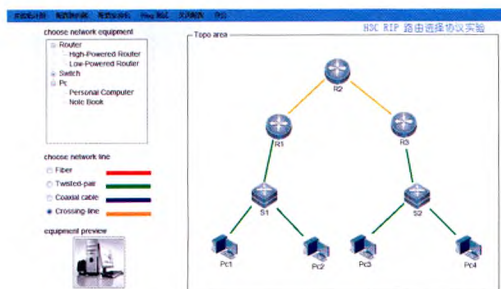 H3C RIP 路由选择协议实验
choose network equipment
Router
High-Powered Router
Low-Powered Router
Switch
Pc
Personal Computer
Note Book
choose network line
Fiber
Twisted-pair
Coaxial cable
Crossing-line
equipment preview
Topo area
R2
R1
R3
S1
S2
Pc1
Pc2
Pc3
Pc4